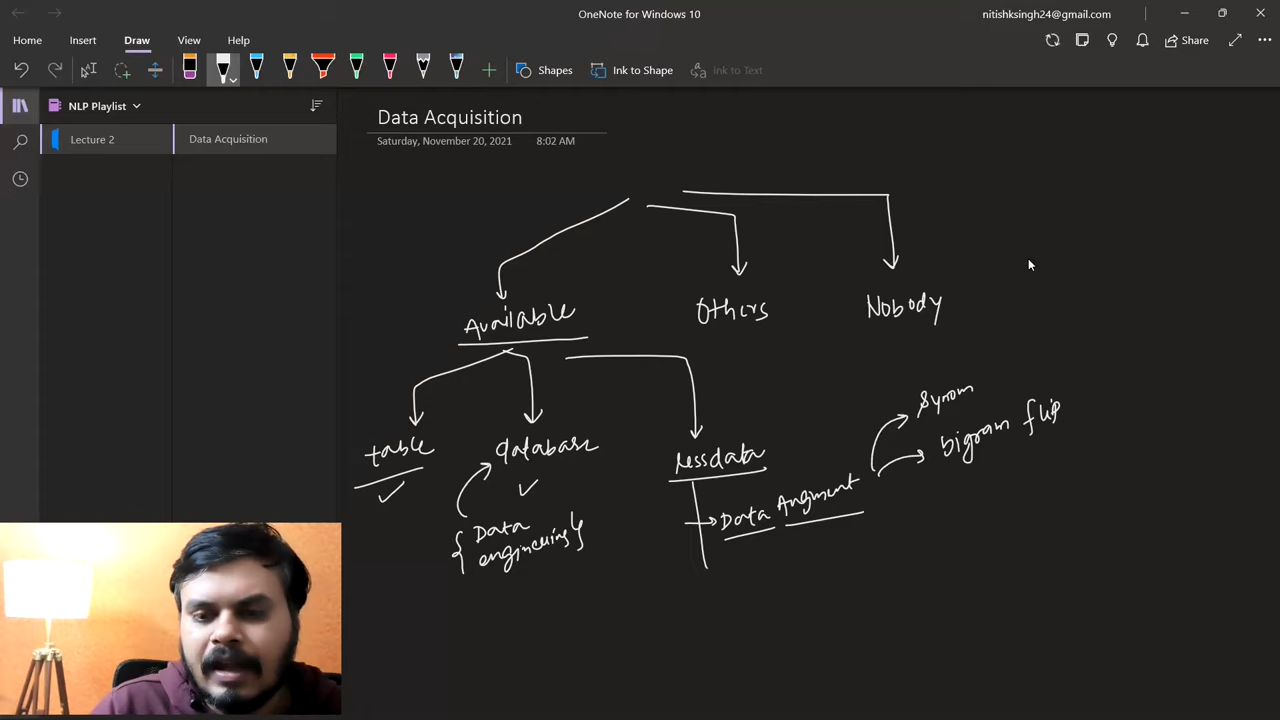 OneNote for Windows 10
nitishksingh24@gmail.com
Home
Insert
Draw
View
Help
Share
Shapes
Ink to Shape
Ink to Text
NLP Playlist
Lecture 2
Data Acquisition
Data Acquisition
Saturday, November 20, 2021 8:02 AM
Available
Others
Nobody
table
database
less data
Data Augment
Synom
bigram flip
{ Data
engineering }